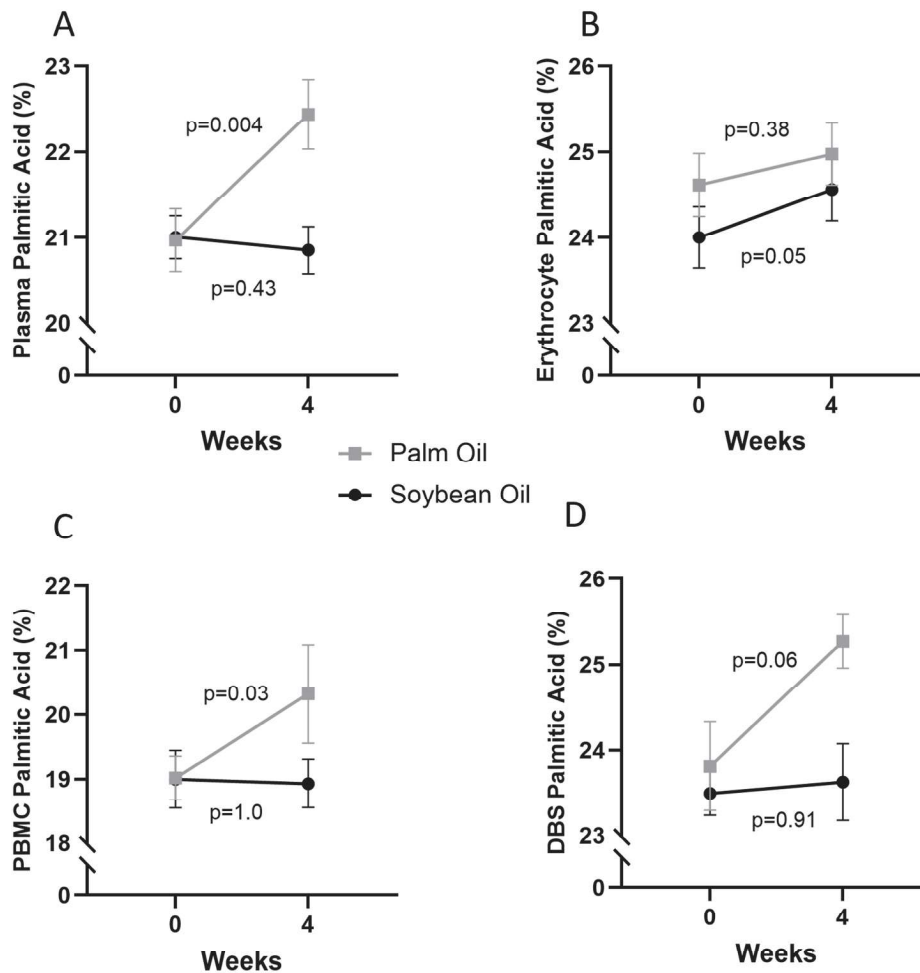 A
Plasma Palmitic Acid (%)
23
22
21
20
0
p=0.004
p=0.43
0
4
Weeks
B
Erythrocyte Palmitic Acid (%)
26
25
24
23
0
p=0.38
p=0.05
0
4
Weeks
Palm Oil
Soybean Oil
C
PBMC Palmitic Acid (%)
22
21
20
19
18
0
p=0.03
p=1.0
0
4
Weeks
D
DBS Palmitic Acid (%)
26
25
24
23
0
p=0.06
p=0.91
0
4
Weeks